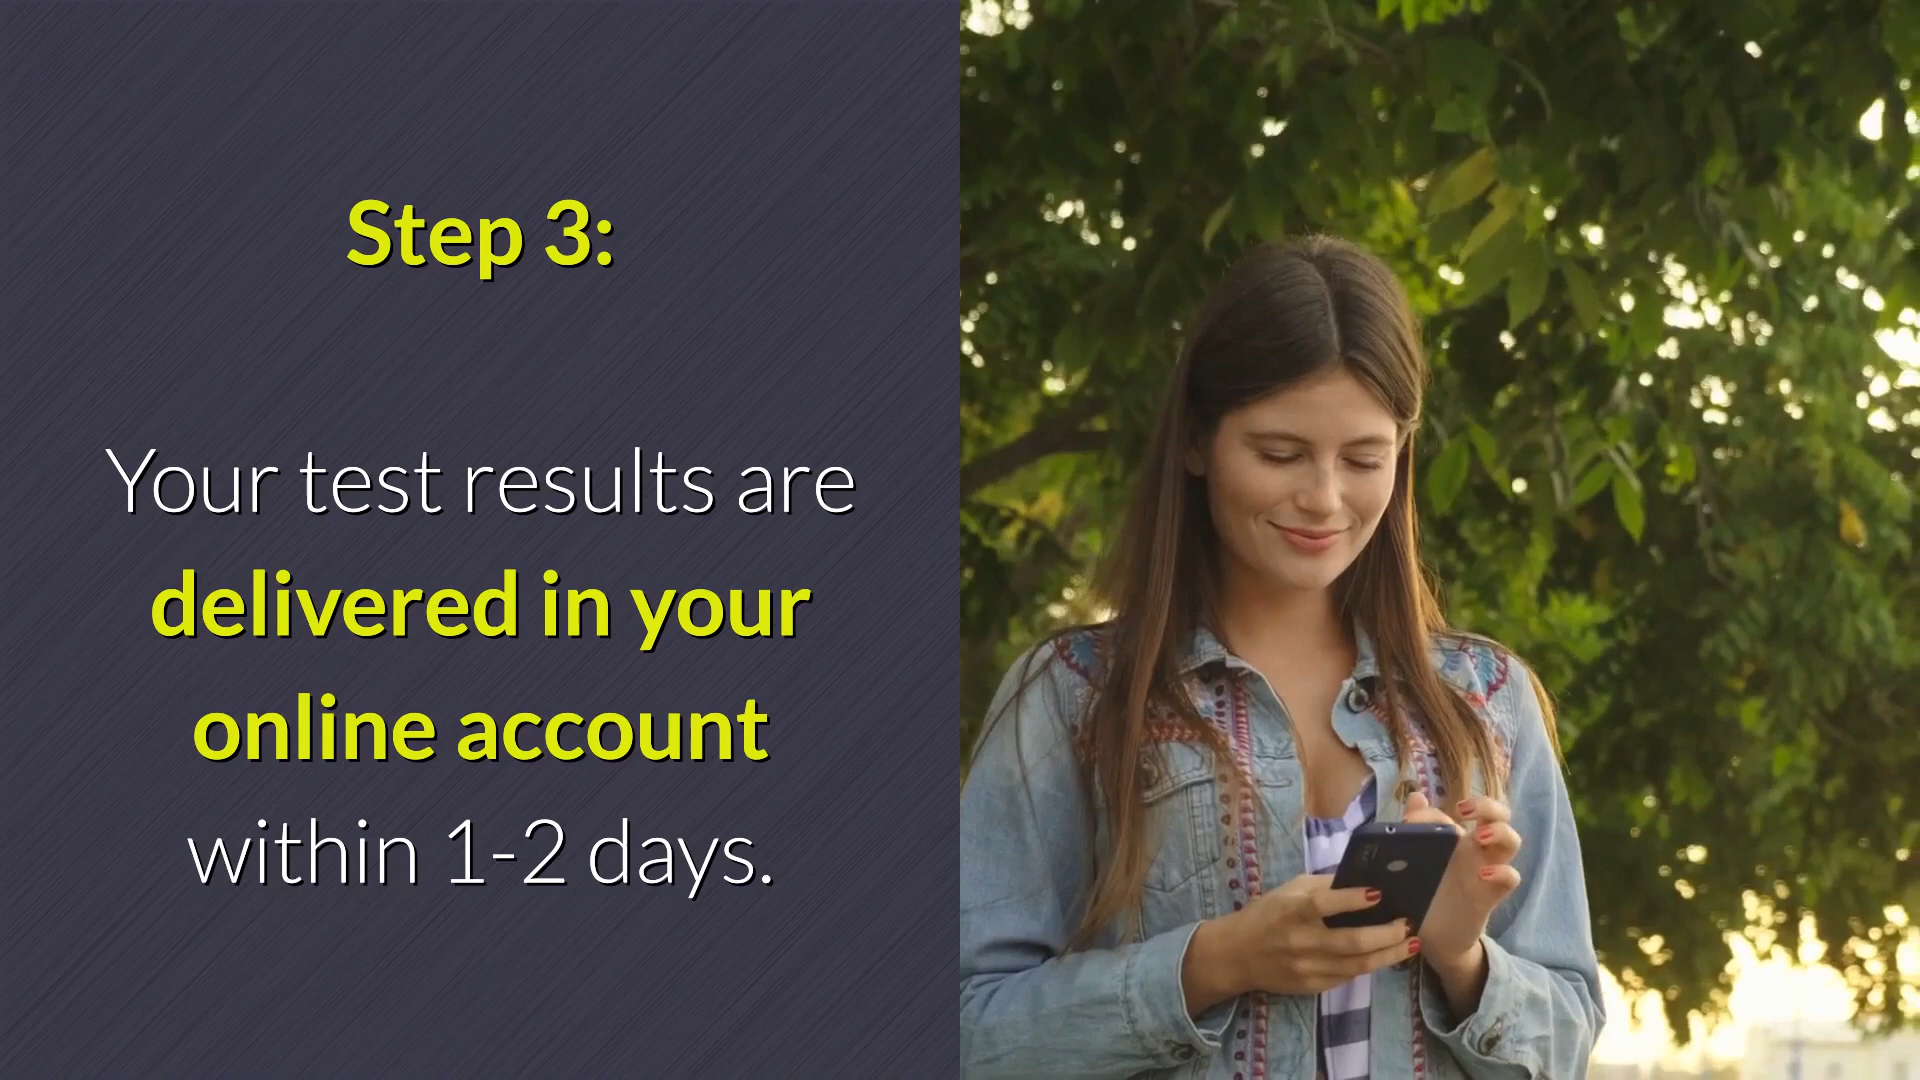 Step 3:
Your test results are
delivered in your
online account
within 1-2 days.